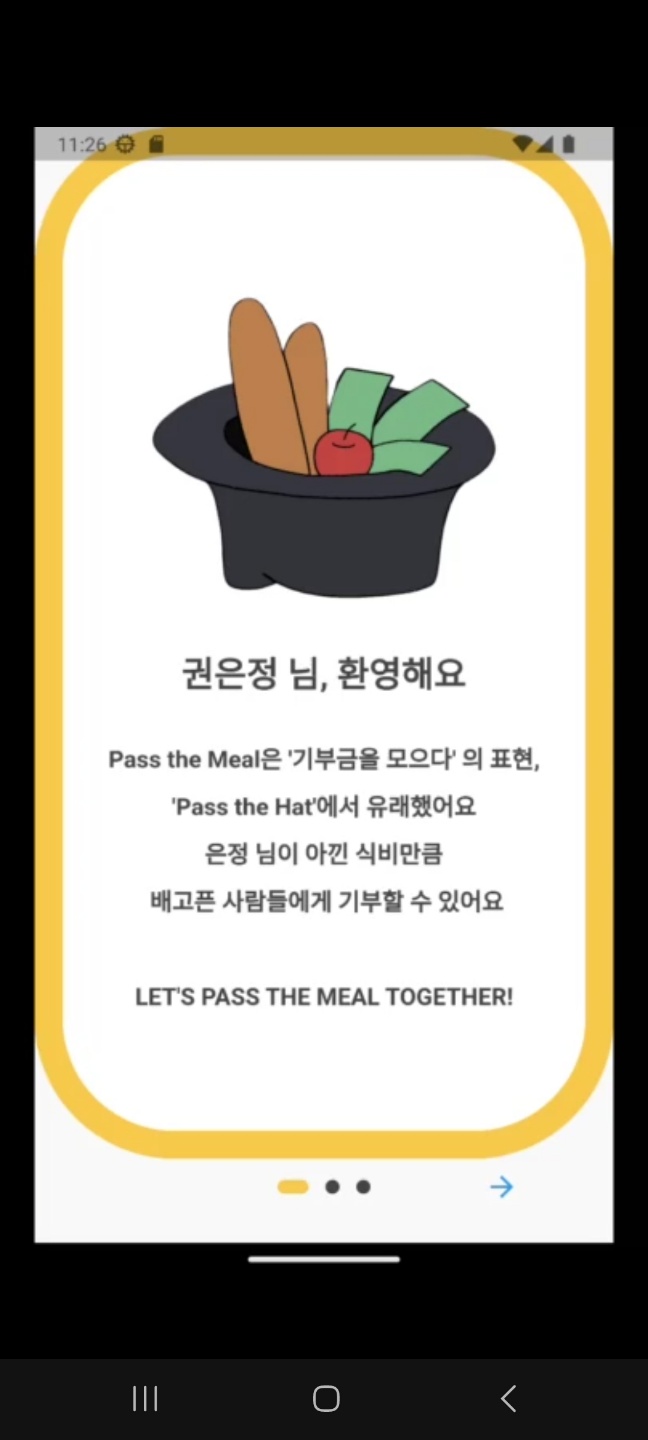 11:26
권은정 님, 환영해요
Pass the Meal은 '기부금을 모으다' 의 표현,
'Pass the Hat'에서 유래했어요
은정 님이 아낀 식비만큼
배고픈 사람들에게 기부할 수 있어요
LET'S PASS THE MEAL TOGETHER!